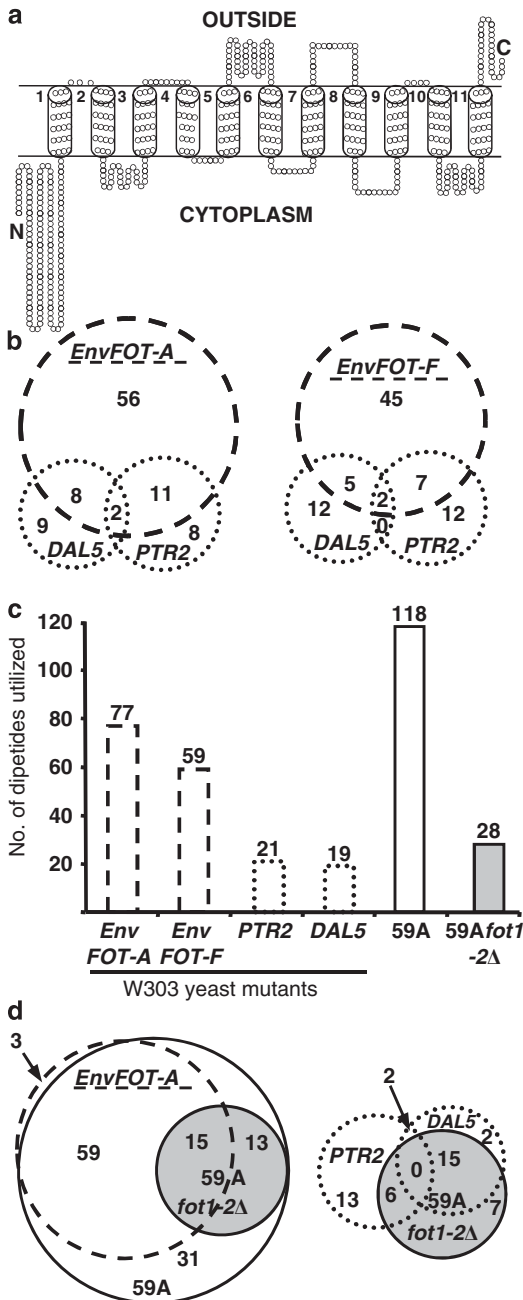 a
OUTSIDE
C
1 2 3 4 5 6 7 8 9 10 11
N
CYTOPLASM
b
EnvFOT-A
56
8
11
2
9
8
DAL5
PTR2
EnvFOT-F
45
5
2
7
12
0
12
DAL5
PTR2
c
No. of dipetides utilized
120
100
80
60
40
20
77
59
21
19
118
28
Env FOT-A
Env FOT-F
PTR2
DAL5
59A
59Afot1
-2Δ
W303 yeast mutants
d
3
EnvFOT-A
59
15
13
59A
fot1-2Δ
31
59A
2
DAL5
PTR2
2
15
0
13
6
59A
7
fot1-2Δ